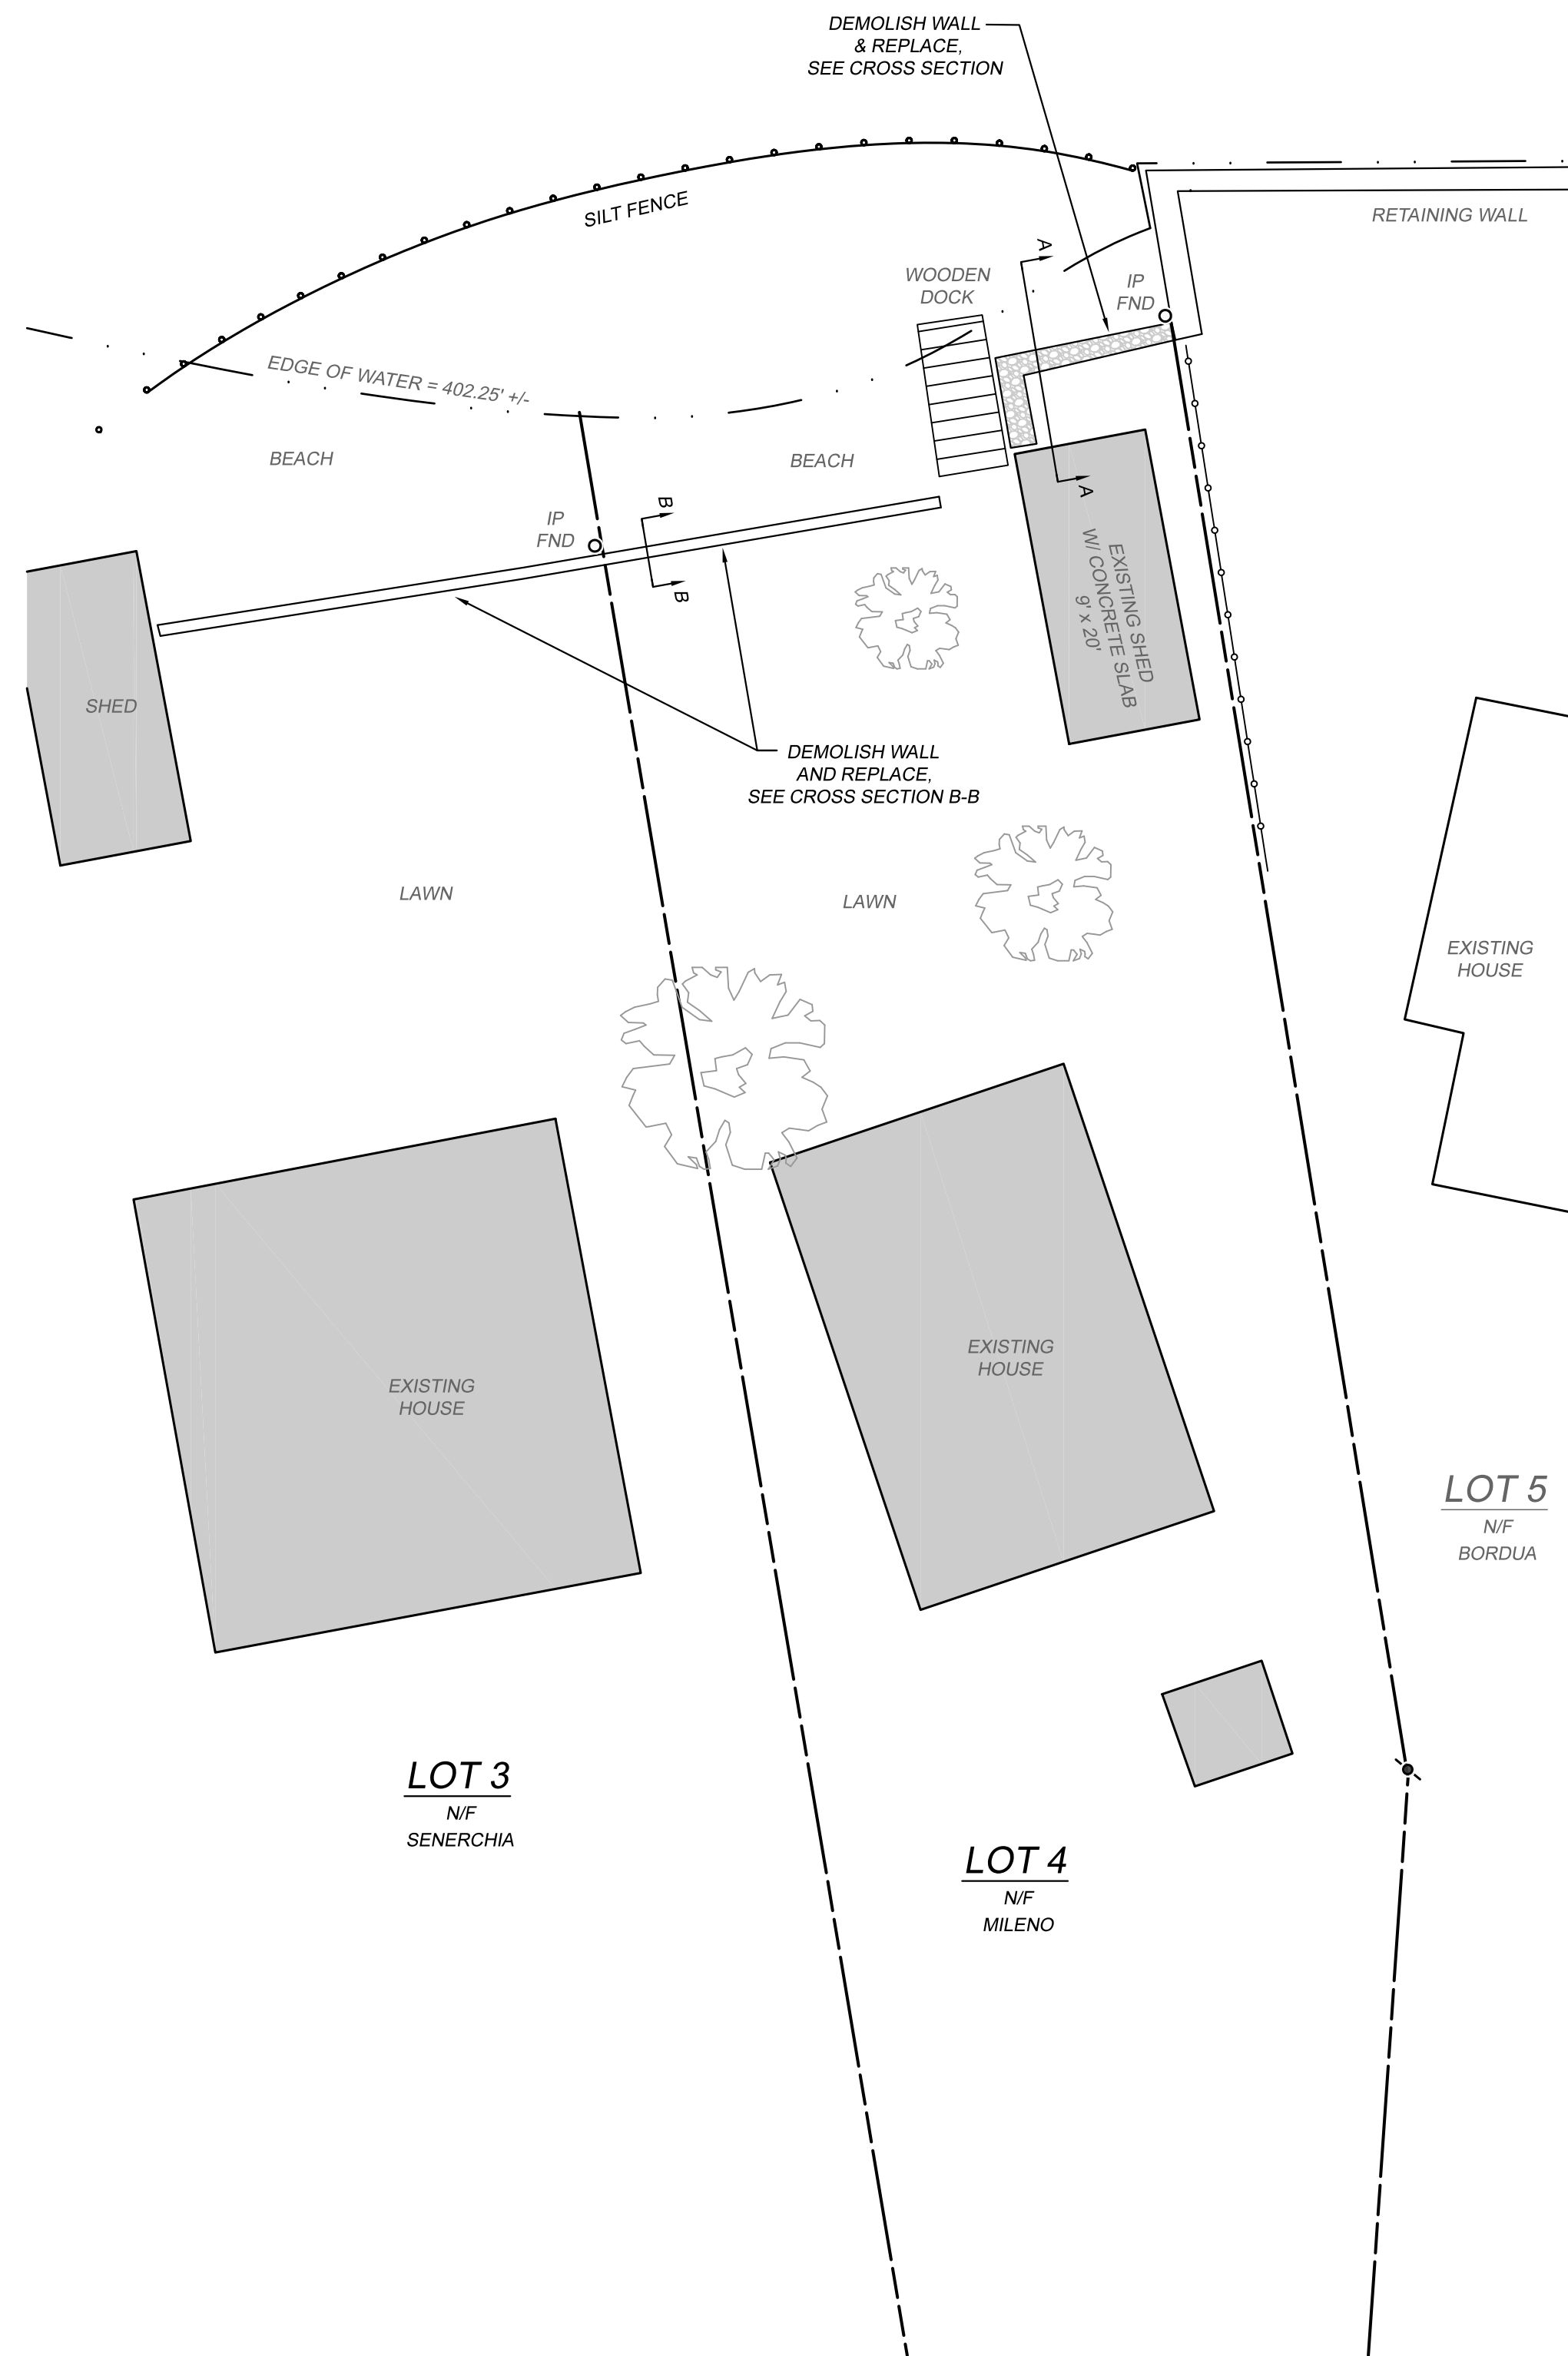 DEMOLISH WALL
& REPLACE,
SEE CROSS SECTION
SILT FENCE
RETAINING WALL
A
WOODEN
DOCK
IP
FND
EDGE OF WATER = 402.25' +/-
BEACH
BEACH
A
IP
FND
B
B
EXISTING SHED
W/ CONCRETE SLAB
9' x 20'
SHED
DEMOLISH WALL
AND REPLACE,
SEE CROSS SECTION B-B
LAWN
LAWN
EXISTING
HOUSE
EXISTING
HOUSE
EXISTING
HOUSE
LOT 5
N/F
BORDUA
LOT 3
N/F
SENERCHIA
LOT 4
N/F
MILENO